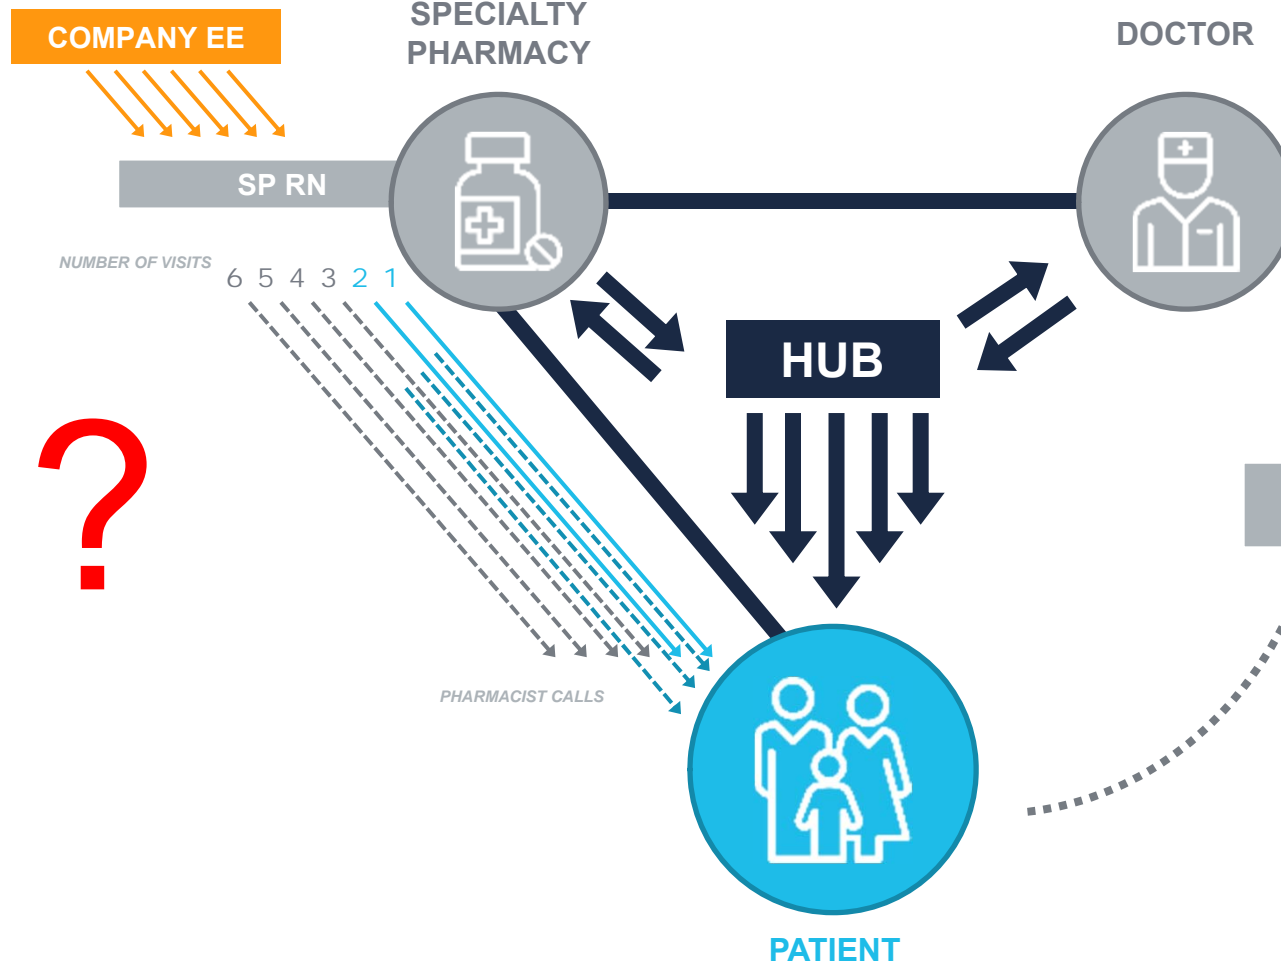 COMPANY EE
SPECIALTY
PHARMACY
DOCTOR
SP RN
NUMBER OF VISITS
6 5 4 3 2 1
HUB
?
PHARMACIST CALLS
PATIENT